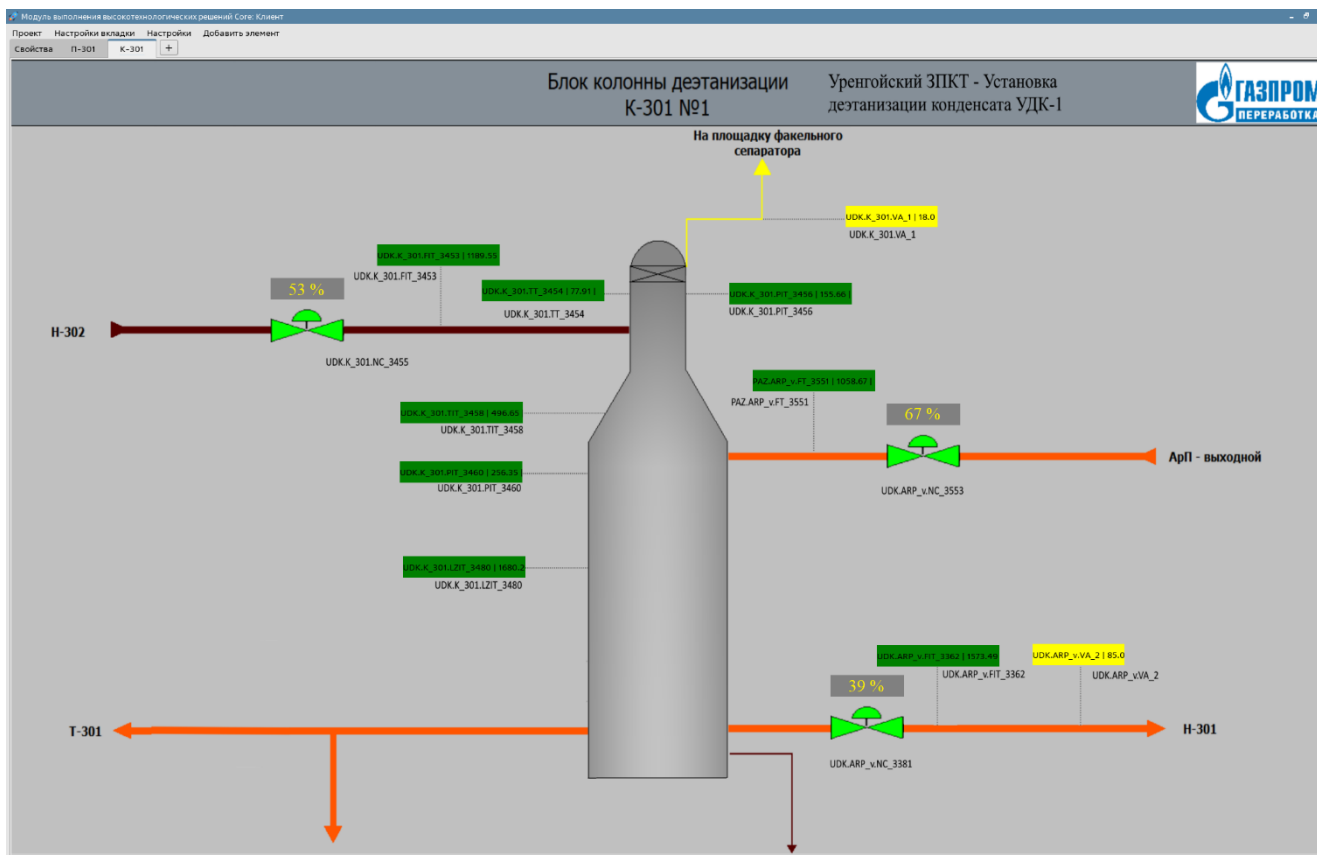 Модуль выполнения высокотехнологических решений Core: Клиент
Проект Настройки вкладки Настройки Добавить элемент
Свойства П-301 К-301 +
Блок колонны деэтанизации
К-301 №1
Уренгойский ЗПКТ - Установка
деэтанизации конденсата УДК-1
ГАЗПРОМ
ПЕРЕРАБОТКА
На площадку факельного
сепаратора
UDK.K_301.VA_1 | 18.0
UDK.K_301.VA_1
UDK.K_301.FIT_3453 | 1189.55
UDK.K_301.FIT_3453
53 %
UDK.K_301.TT_3454 | 77.91 |
UDK.K_301.TT_3454
UDK.K_301.PIT_3456 | 155.66 |
UDK.K_301.PIT_3456
Н-302
UDK.K_301.NC_3455
PAZ.ARP_v.FT_3551 | 1058.67 |
PAZ.ARP_v.FT_3551
UDK.K_301.TIT_3458 | 496.65
UDK.K_301.TIT_3458
67 %
UDK.K_301.PIT_3460 | 256.35 |
UDK.K_301.PIT_3460
АрП - выходной
UDK.ARP_v.NC_3553
UDK.K_301.LZIT_3480 | 1680.2
UDK.K_301.LZIT_3480
UDK.ARP_v.FIT_3362 | 1573.49
UDK.ARP_v.FIT_3362
UDK.ARP_v.VA_2 | 85.0
UDK.ARP_v.VA_2
39 %
Т-301
Н-301
UDK.ARP_v.NC_3381